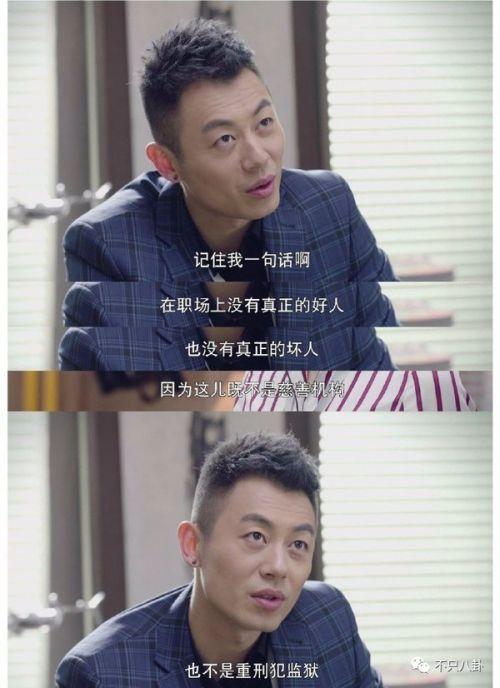 记住我一句话啊
在职场上没有真正的好人
也没有真正的坏人
因为这儿既不是慈善机构
也不是重刑犯监狱
不只八卦